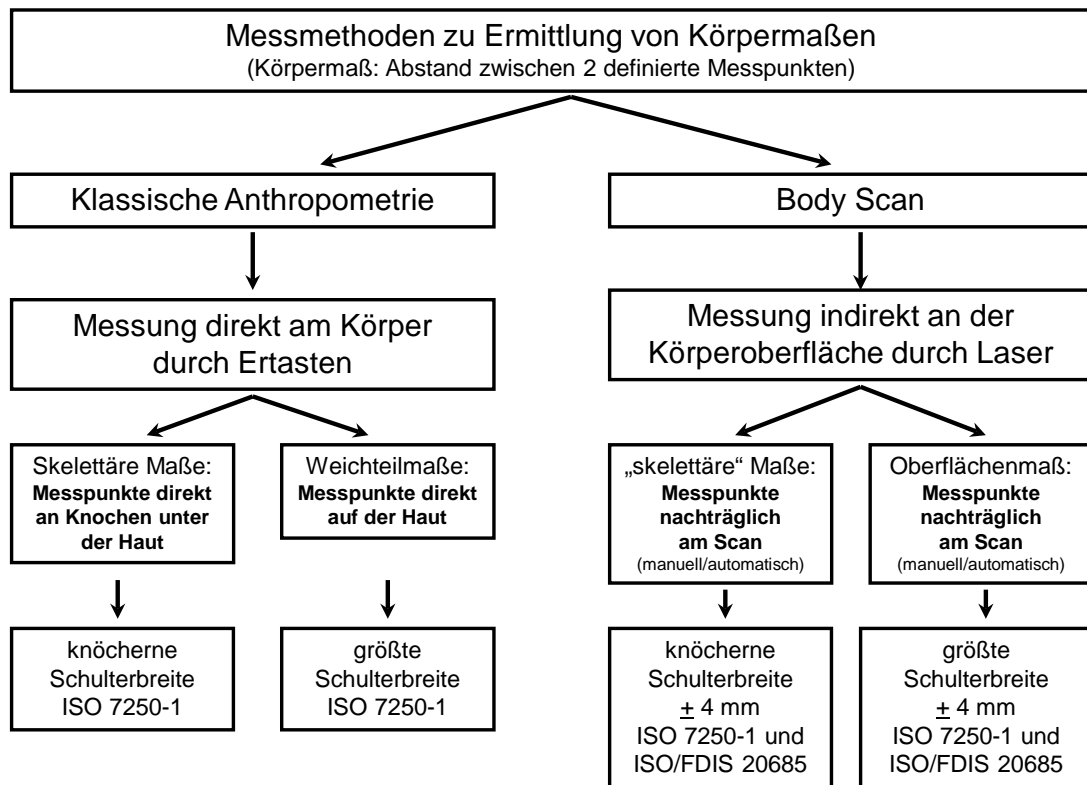 Messmethoden zu Ermittlung von Körpermaßen
(Körpermaß: Abstand zwischen 2 definierte Messpunkten)
Klassische Anthropometrie
Body Scan
Messung direkt am Körper
durch Ertasten
Messung indirekt an der
Körperoberfläche durch Laser
Skelettäre Maße:
Messpunkte direkt
an Knochen unter
der Haut
Weichteilmaße:
Messpunkte direkt
auf der Haut
„skelettäre“ Maße:
Messpunkte
nachträglich
am Scan
(manuell/automatisch)
Oberflächenmaß:
Messpunkte
nachträglich
am Scan
(manuell/automatisch)
knöcherne
Schulterbreite
ISO 7250-1
größte
Schulterbreite
ISO 7250-1
knöcherne
Schulterbreite
± 4 mm
ISO 7250-1 und
ISO/FDIS 20685
größte
Schulterbreite
± 4 mm
ISO 7250-1 und
ISO/FDIS 20685